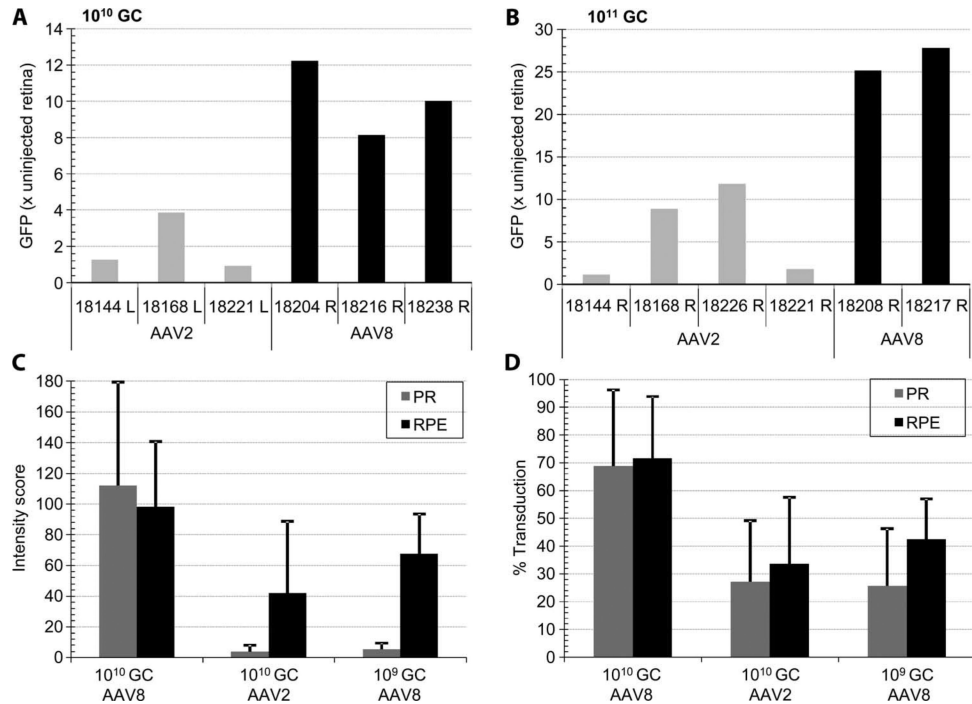 A
10¹⁰ GC
14
12
10
8
6
4
2
0
GFP (x uninjected retina)
18144 L 18168 L 18221 L 18204 R 18216 R 18238 R
AAV2 AAV8
B
10¹¹ GC
30
25
20
15
10
5
0
GFP (x uninjected retina)
18144 R 18168 R 18226 R 18221 R 18208 R 18217 R
AAV2 AAV8
C
180
160
140
120
100
80
60
40
20
0
Intensity score
PR
RPE
10¹⁰ GC 10¹⁰ GC 10⁹ GC
AAV8 AAV2 AAV8
D
100
90
80
70
60
50
40
30
20
10
0
% Transduction
PR
RPE
10¹⁰ GC 10¹⁰ GC 10⁹ GC
AAV8 AAV2 AAV8